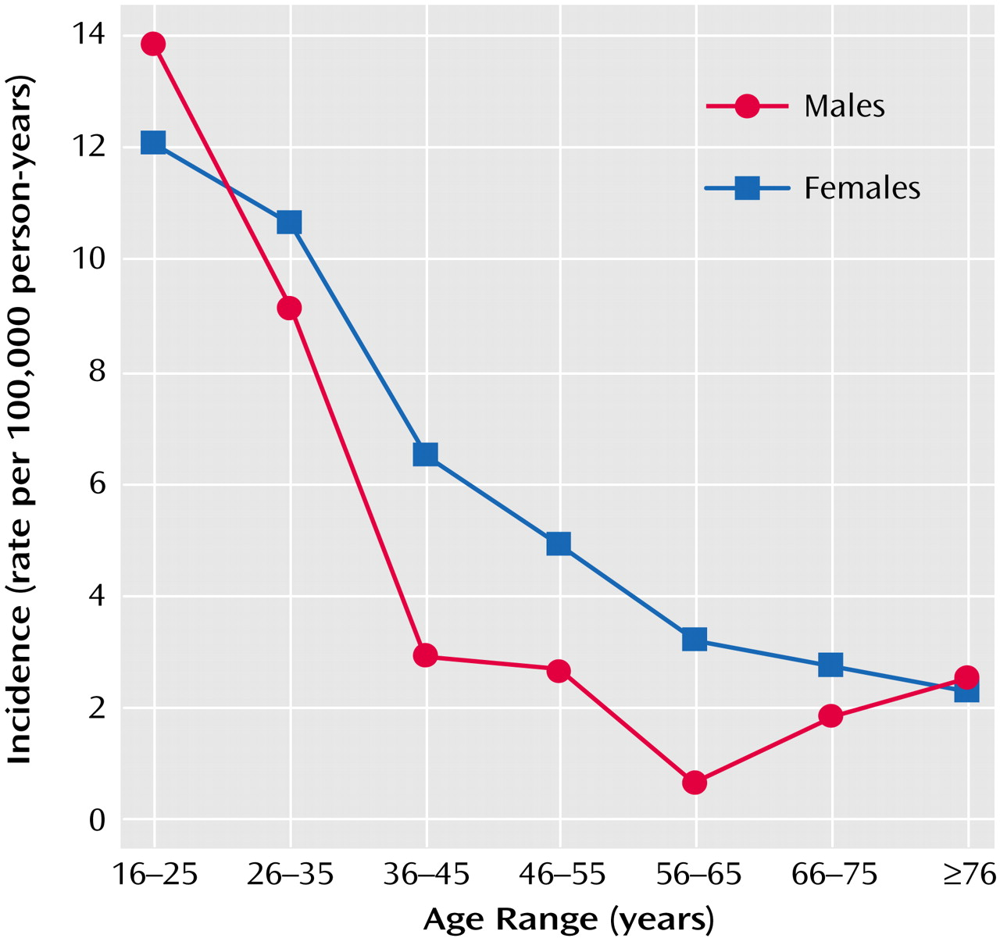 Incidence (rate per 100,000 person-years)
14
12
10
8
6
4
2
0
Males
Females
16–25 26–35 36–45 46–55 56–65 66–75 ≥76
Age Range (years)